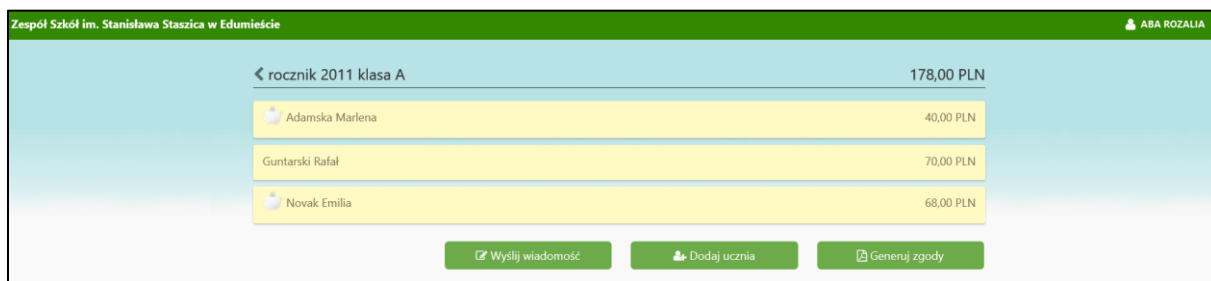 Zespół Szkół im. Stanisława Staszica w Edumieście ABA ROZALIA
rocznik 2011 klasa A 178,00 PLN
Adamska Marlena 40,00 PLN
Guntarski Rafał 70,00 PLN
Novak Emilia 68,00 PLN
Wyślij wiadomość Dodaj ucznia Generuj zgody